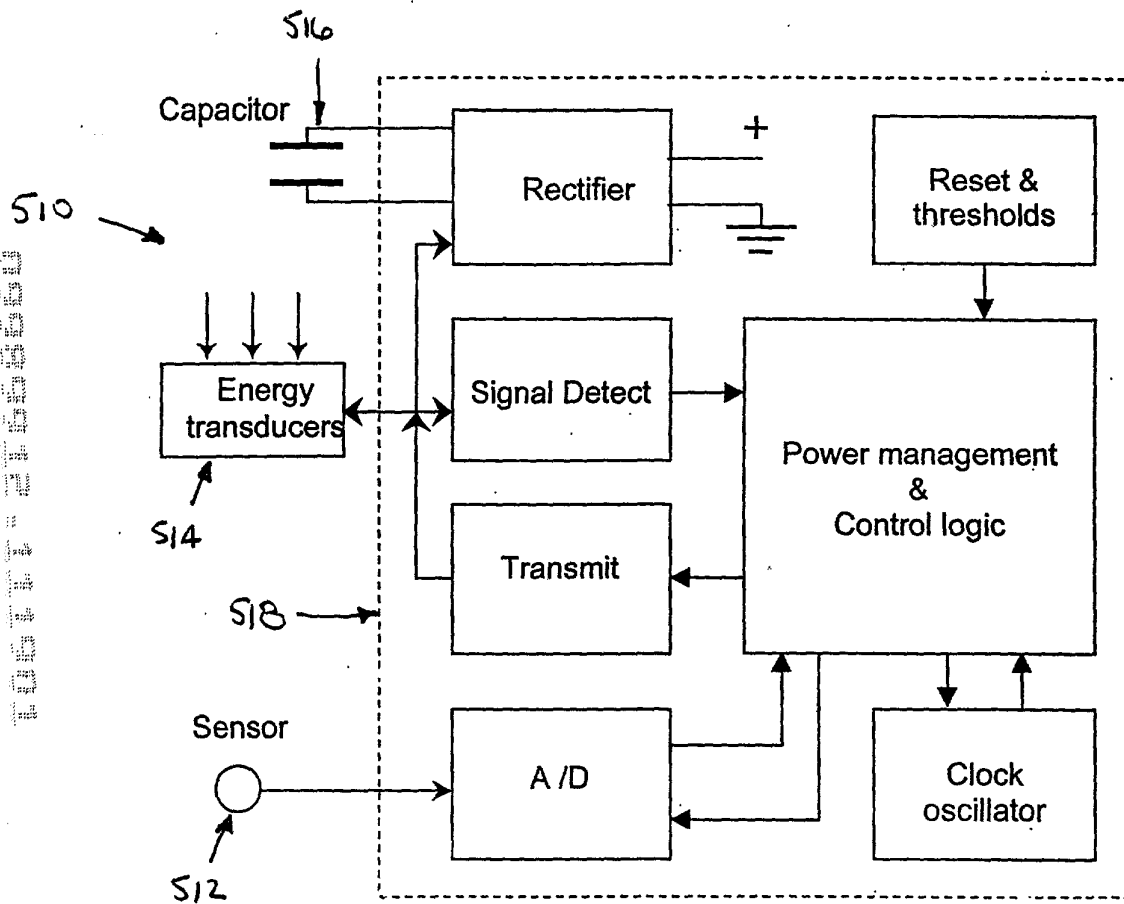 516
Capacitor
510
Rectifier
+
Reset &
thresholds
Energy
transducers
514
Signal Detect
Power management
&
Control logic
Transmit
518
Sensor
512
A /D
Clock
oscillator